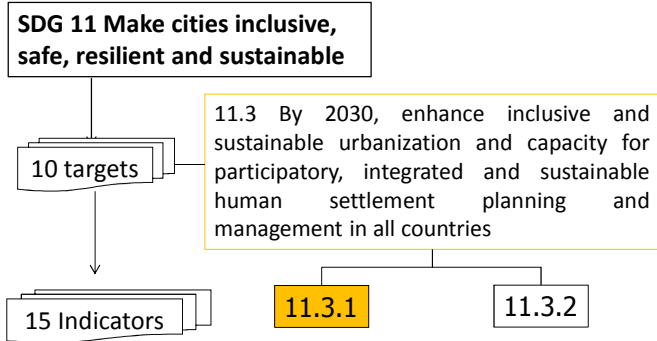 SDG 11 Make cities inclusive,
safe, resilient and sustainable
11.3 By 2030, enhance inclusive and
sustainable urbanization and capacity for
participatory, integrated and sustainable
human settlement planning and
management in all countries
10 targets
15 Indicators
11.3.1
11.3.2